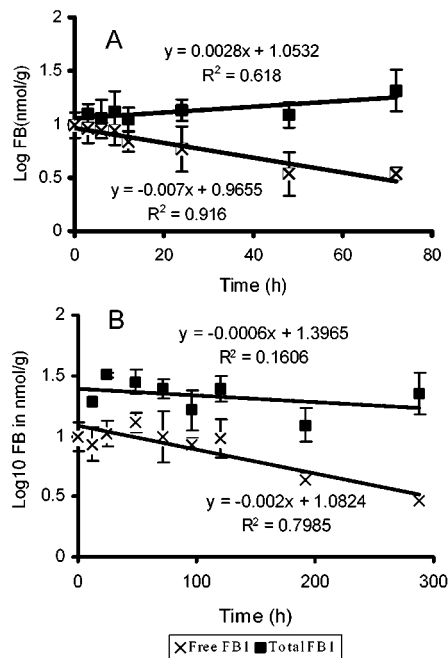 A
y = 0.0028x + 1.0532
R² = 0.618
2
1.5
1
0.5
0
Log FB(nmol/g)
y = -0.007x + 0.9655
R² = 0.916
0 20 40 60 80
Time (h)
B
y = -0.0006x + 1.3965
R² = 0.1606
2
1.5
1
0.5
0
Log10 FB in nmol/g
y = -0.002x + 1.0824
R² = 0.7985
0 100 200 300
Time (h)
Free FB1 Total FB1